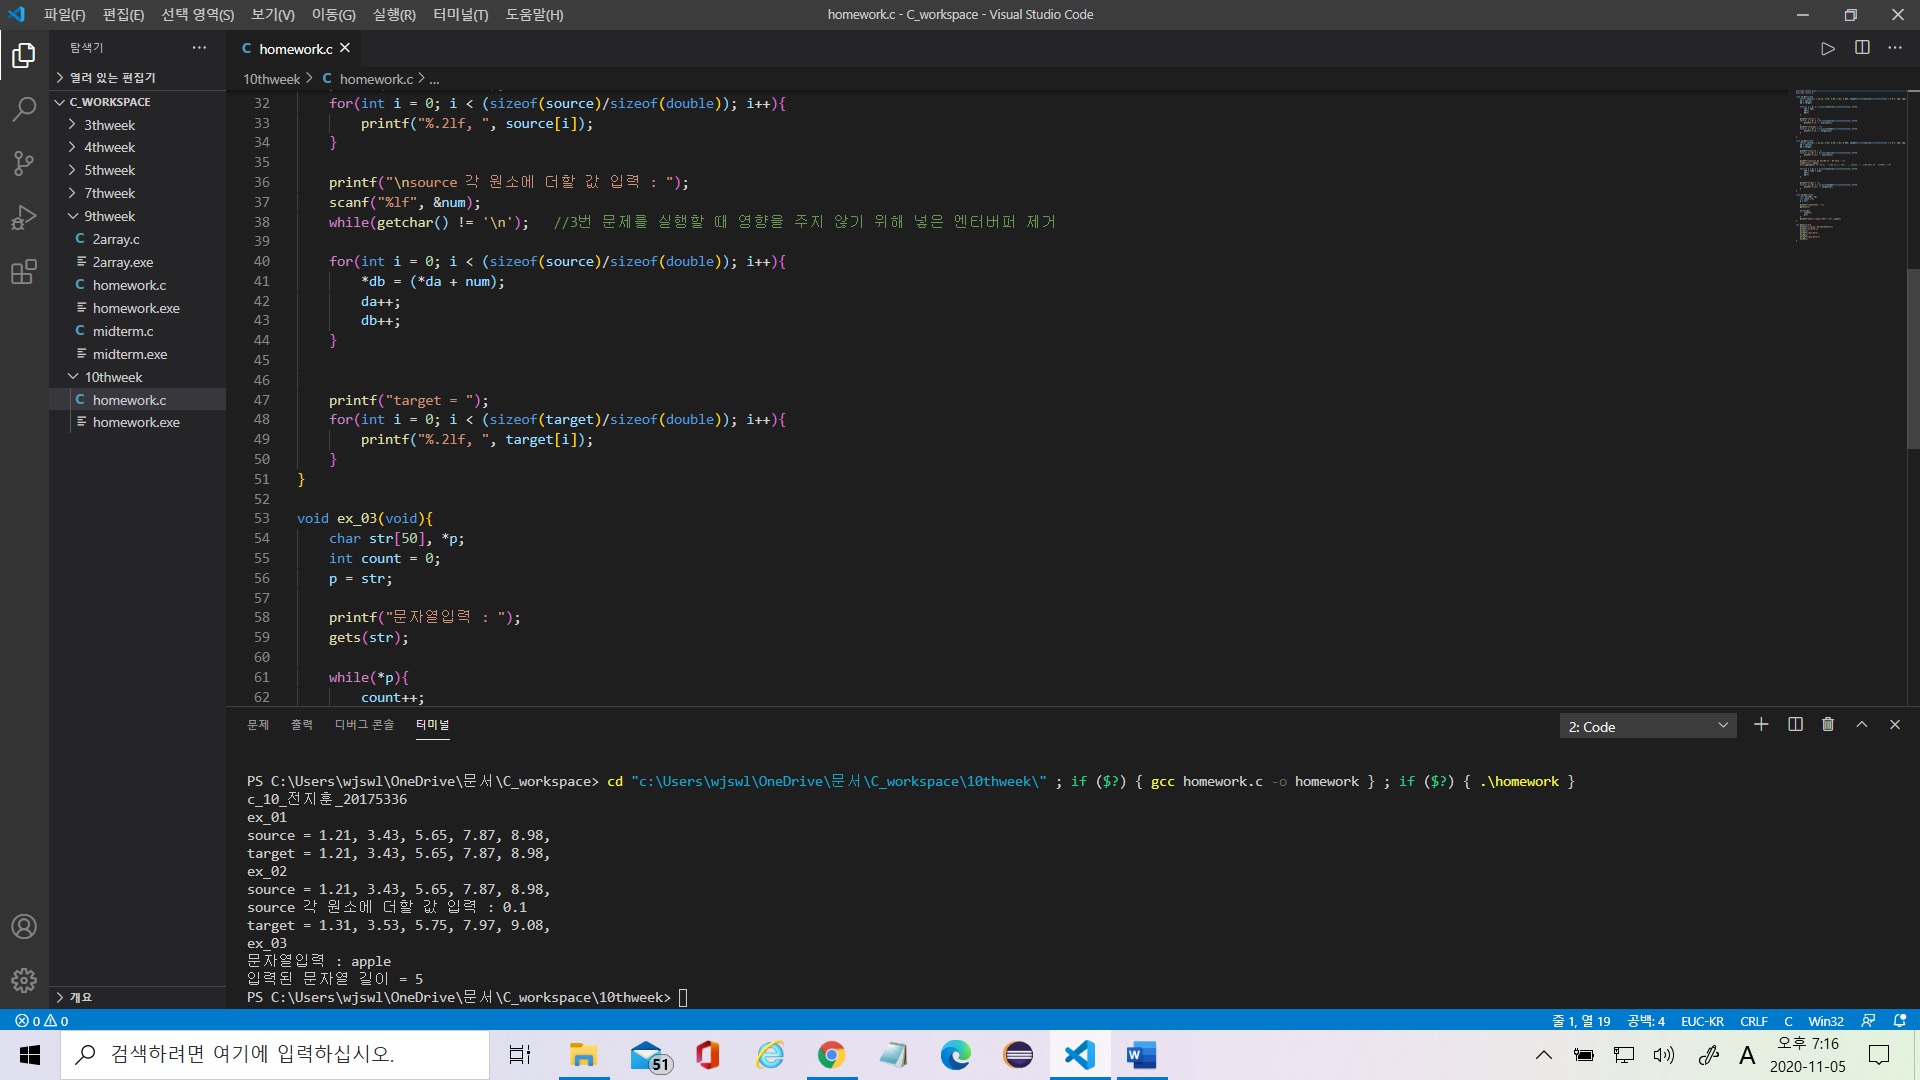 파일(F) 편집(E) 선택 영역(S) 보기(V) 이동(G) 실행(R) 터미널(T) 도움말(H)
homework.c - C_workspace - Visual Studio Code
탐색기
열려 있는 편집기
C_WORKSPACE
3thweek
4thweek
5thweek
7thweek
9thweek
C 2array.c
2array.exe
C homework.c
homework.exe
C midterm.c
midterm.exe
10thweek
C homework.c
homework.exe
개요
C homework.c
10thweek > C homework.c > ...
32 for(int i = 0; i < (sizeof(source)/sizeof(double)); i++){
33 printf("%.2lf, ", source[i]);
34 }
35
36 printf("\nsource 각 원소에 더할 값 입력 : ");
37 scanf("%lf", &num);
38 while(getchar() != '\n'); //3번 문제를 실행할 때 영향을 주지 않기 위해 넣은 엔터버퍼 제거
39
40 for(int i = 0; i < (sizeof(source)/sizeof(double)); i++){
41 *db = (*da + num);
42 da++;
43 db++;
44 }
45
46
47 printf("target = ");
48 for(int i = 0; i < (sizeof(target)/sizeof(double)); i++){
49 printf("%.2lf, ", target[i]);
50 }
51 }
52
53 void ex_03(void){
54 char str[50], *p;
55 int count = 0;
56 p = str;
57
58 printf("문자열입력 : ");
59 gets(str);
60
61 while(*p){
62 count++;
문제 출력 디버그 콘솔 터미널
2: Code
PS C:\Users\wjswl\OneDrive\문서\C_workspace> cd "c:\Users\wjswl\OneDrive\문서\C_workspace\10thweek\" ; if ($?) { gcc homework.c -o homework } ; if ($?) { .\homework }
c_10_전지훈_20175336
ex_01
source = 1.21, 3.43, 5.65, 7.87, 8.98,
target = 1.21, 3.43, 5.65, 7.87, 8.98,
ex_02
source = 1.21, 3.43, 5.65, 7.87, 8.98,
source 각 원소에 더할 값 입력 : 0.1
target = 1.31, 3.53, 5.75, 7.97, 9.08,
ex_03
문자열입력 : apple
입력된 문자열 길이 = 5
PS C:\Users\wjswl\OneDrive\문서\C_workspace\10thweek>
0 0
줄 1, 열 19 공백: 4 EUC-KR CRLF C Win32
검색하려면 여기에 입력하십시오.
51
A
오후 7:16
2020-11-05